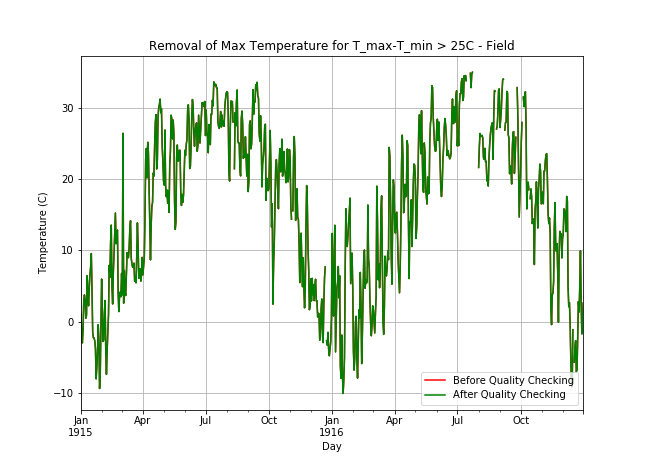 Removal of Max Temperature for T_max-T_min > 25C - Field
Temperature (C)
30
20
10
0
−10
Jan
1915
Apr
Jul
Oct
Jan
1916
Apr
Jul
Oct
Day
Before Quality Checking
After Quality Checking